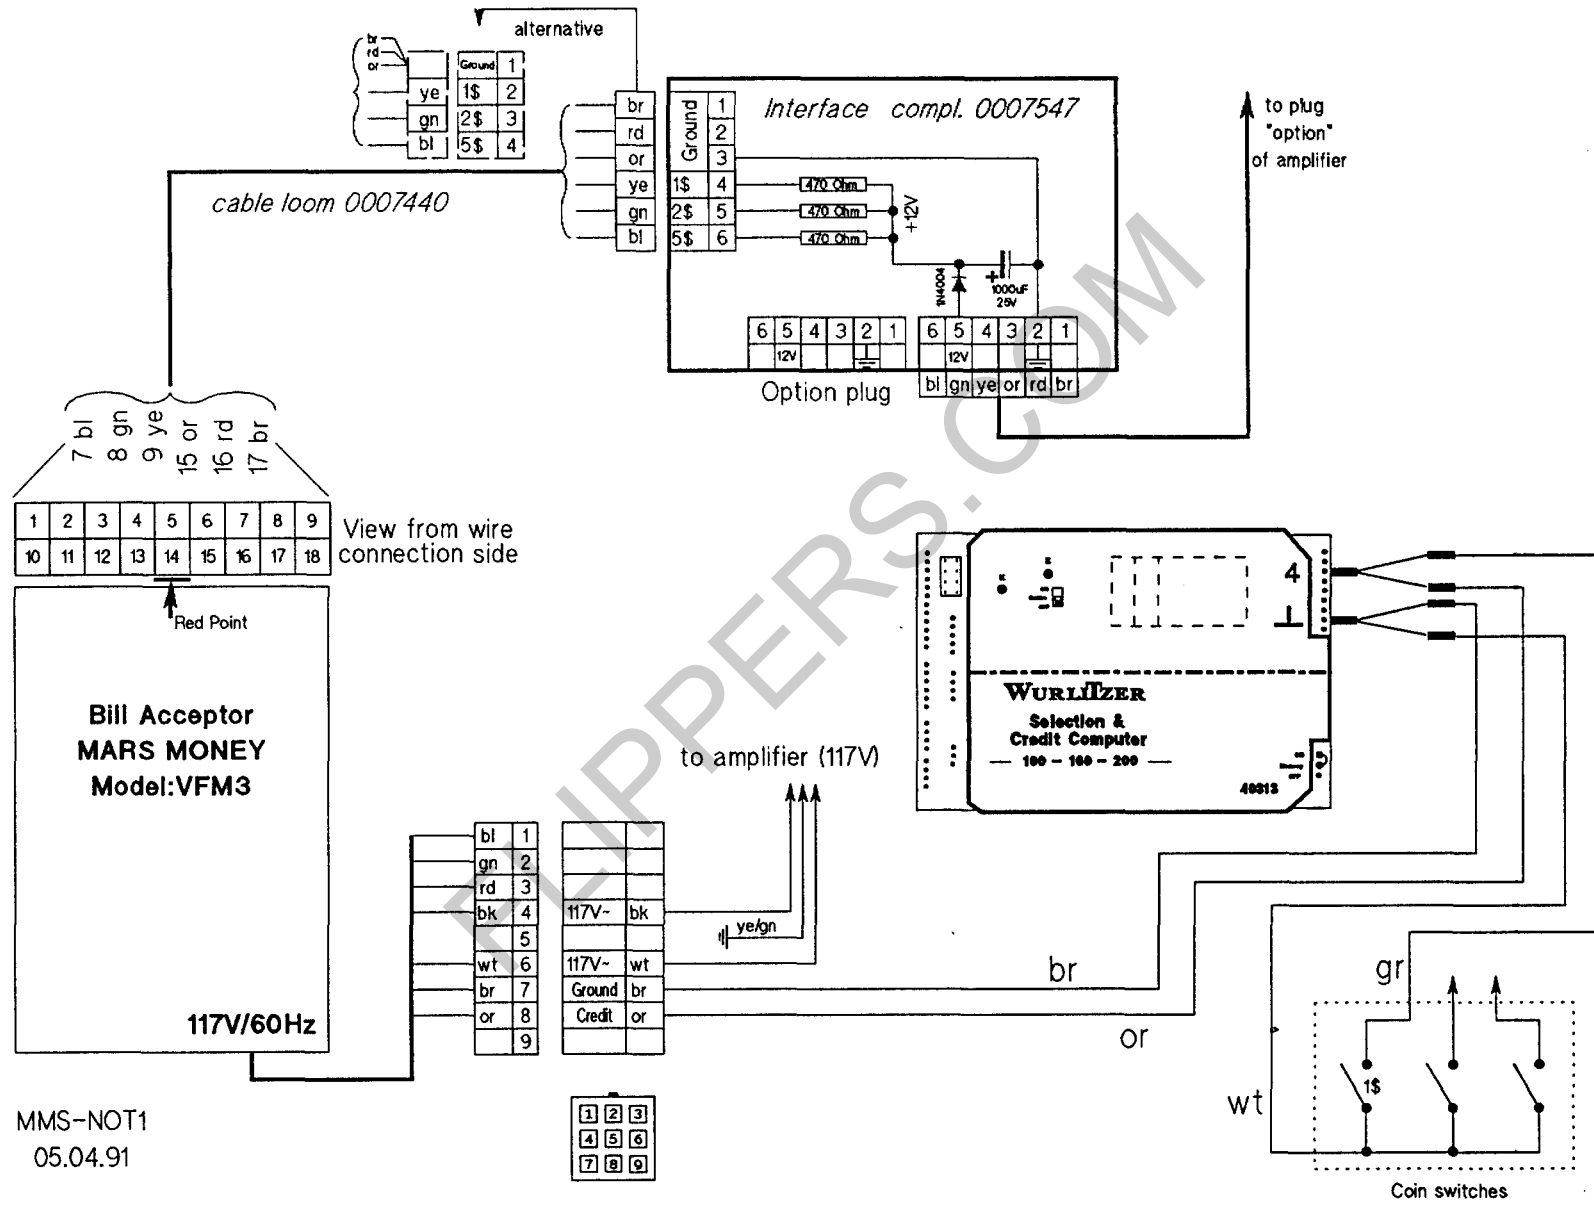 alternative
br
rd
or
ye
gn
bl
Ground 1
1$ 2
2$ 3
5$ 4
br
rd
or
ye
gn
bl
Ground
1
2
3
1$ 4
2$ 5
5$ 6
Interface compl. 0007547
470 Ohm
470 Ohm
470 Ohm
+12V
1N4004
+
1000uF
25V
6 5 4 3 2 1
12V
Option plug
6 5 4 3 2 1
12V
bl gn ye or rd br
to plug
"option"
of amplifier
cable loom 0007440
7 bl
8 gn
9 ye
15 or
16 rd
17 br
1 2 3 4 5 6 7 8 9
10 11 12 13 14 15 16 17 18
View from wire
connection side
Red Point
Bill Acceptor
MARS MONEY
Model:VFM3
117V/60Hz
MMS-NOT1
05.04.91
to amplifier (117V)
bl 1
gn 2
rd 3
bk 4
5
wt 6
br 7
or 8
9
117V~ bk
117V~ wt
Ground br
Credit or
ye/gn
1 2 3
4 5 6
7 8 9
4
WURLITZER
Selection &
Credit Computer
100 - 160 - 200
40313
br
or
gr
wt
1$
Coin switches
FLIPPERS.COM